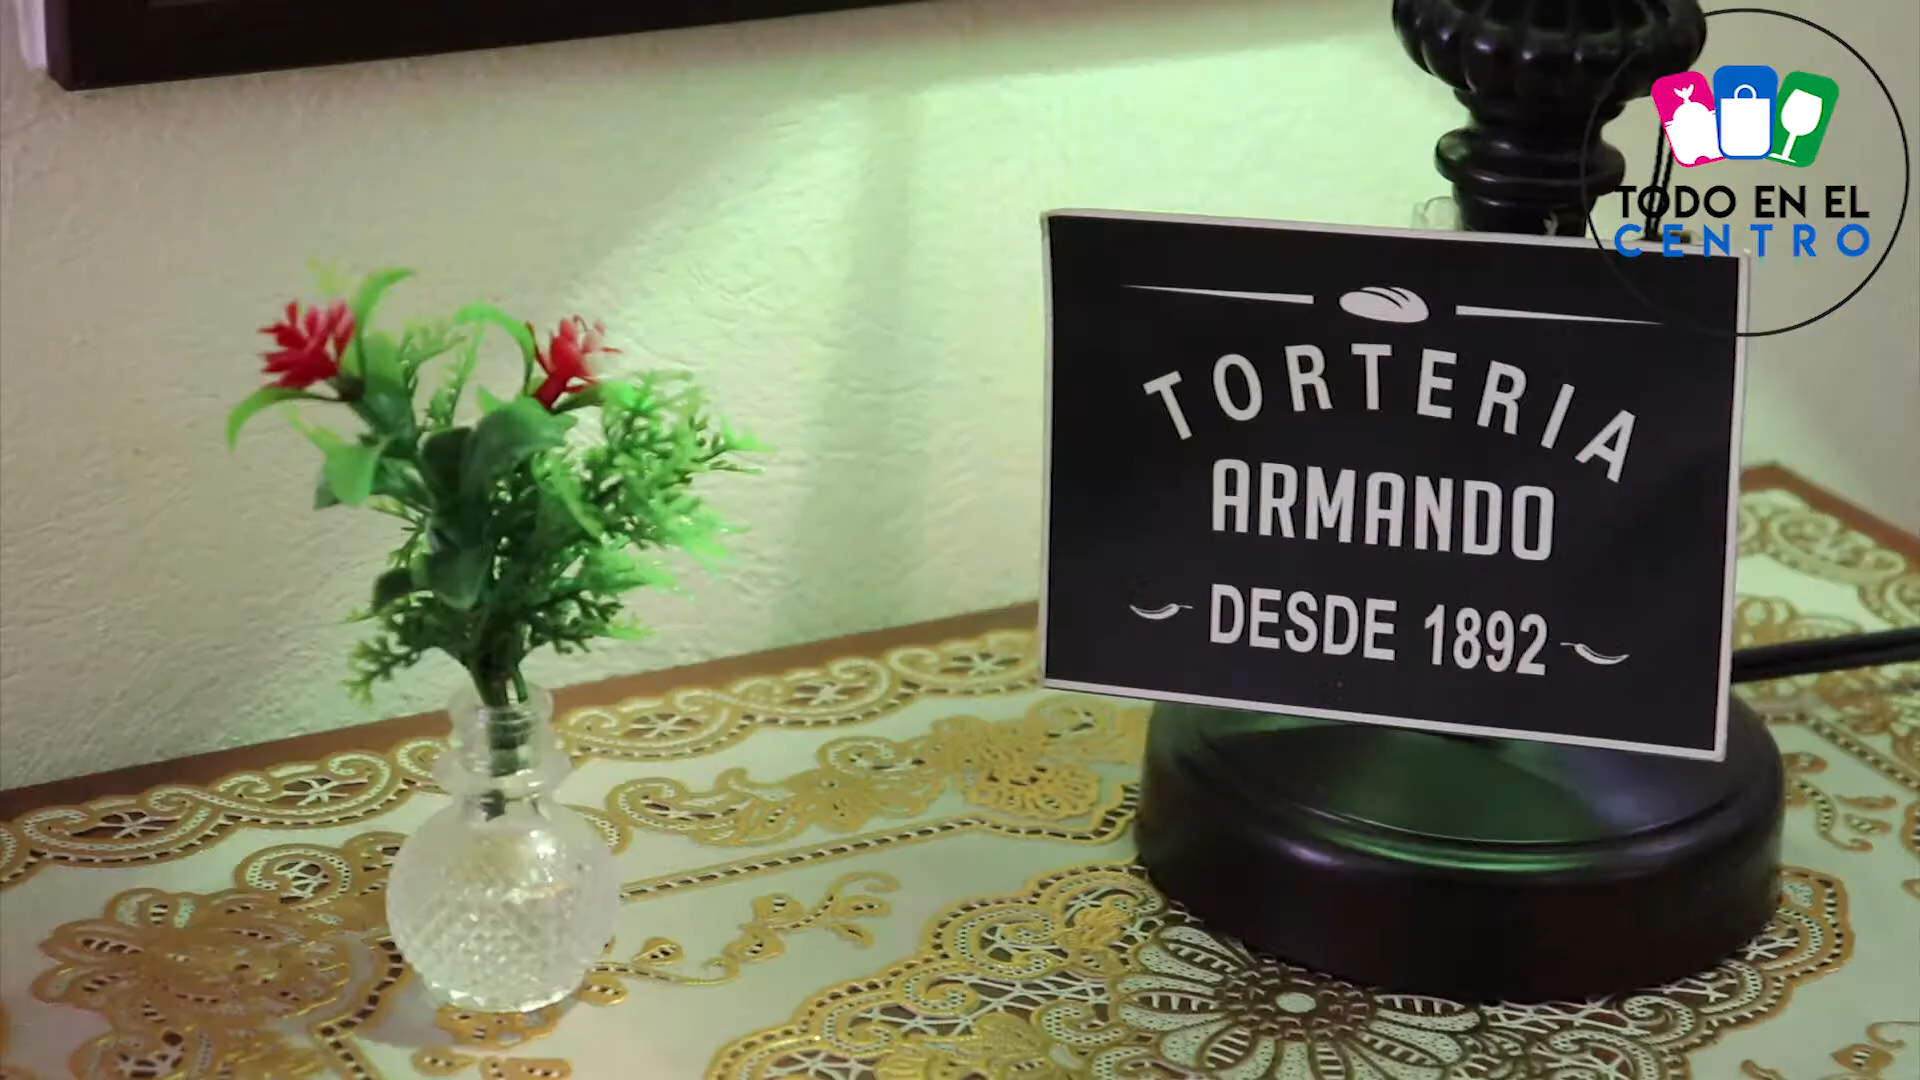 TODO EN EL
CENTRO
TORTERIA
ARMANDO
DESDE 1892